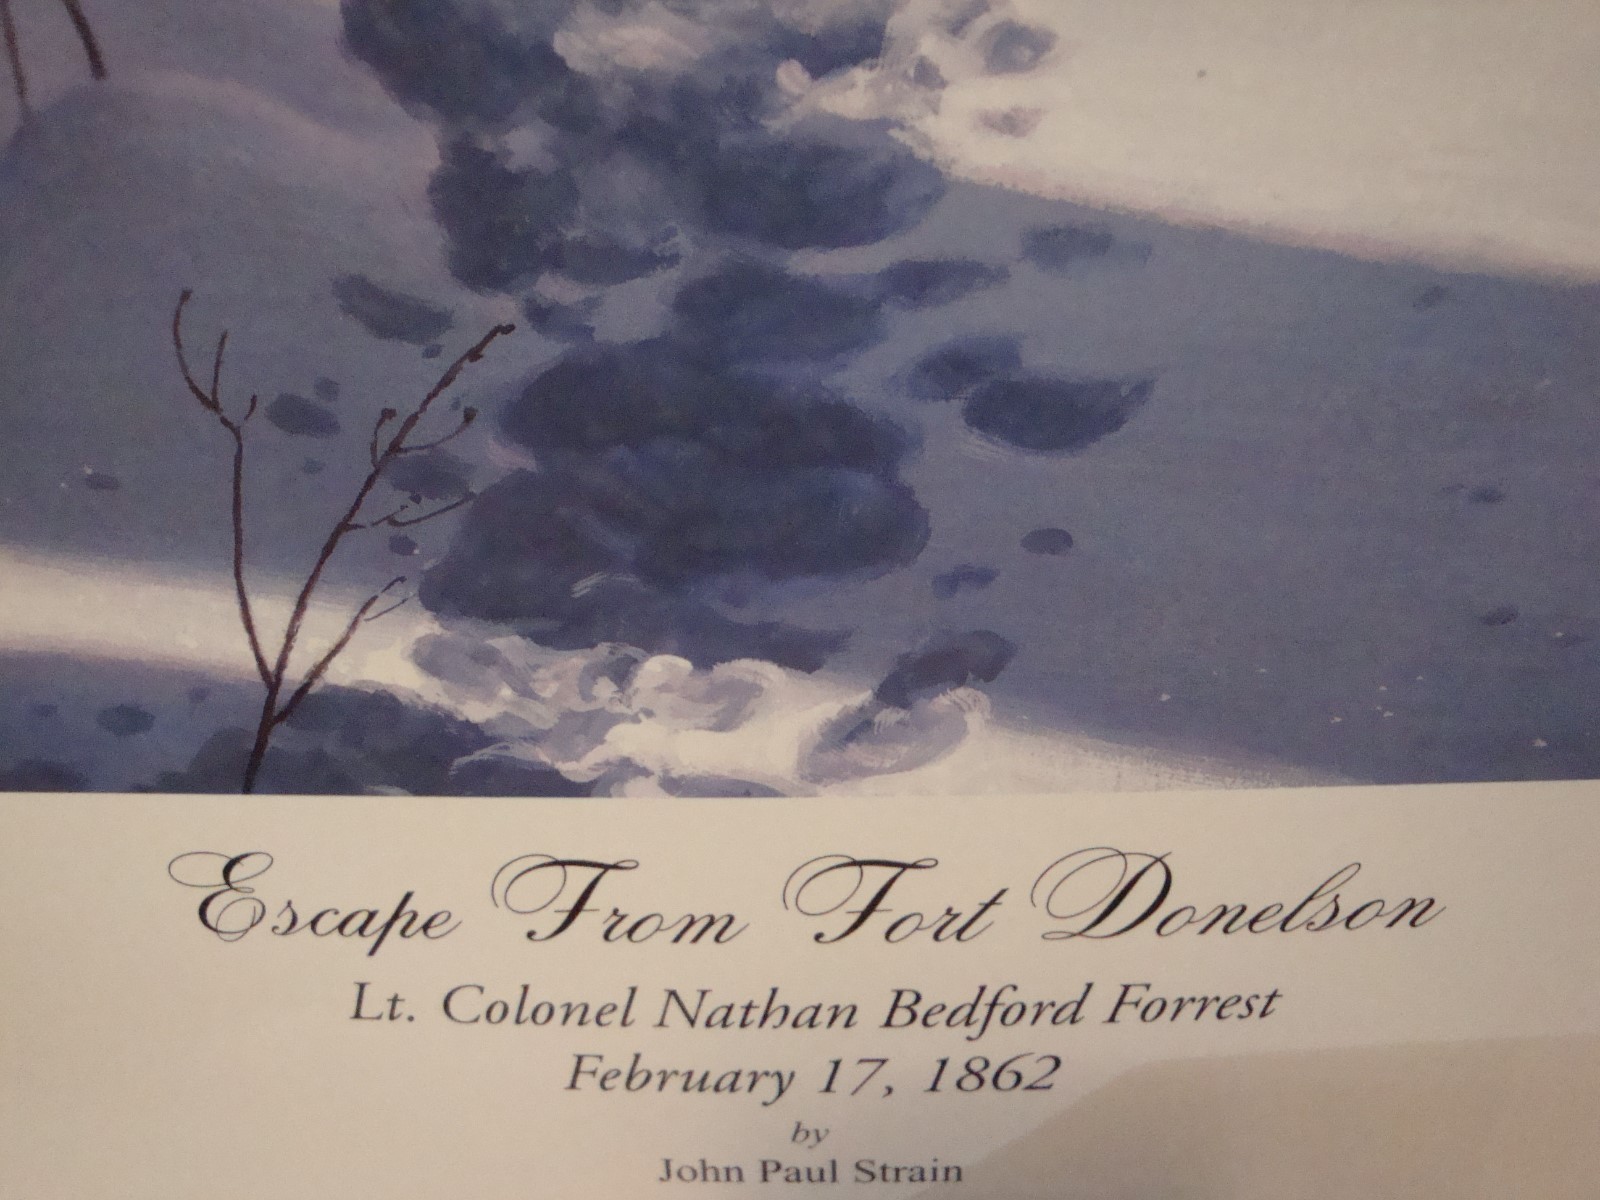 Escape From Fort Donelson
Lt. Colonel Nathan Bedford Forrest
February 17, 1862
by
John Paul Strain